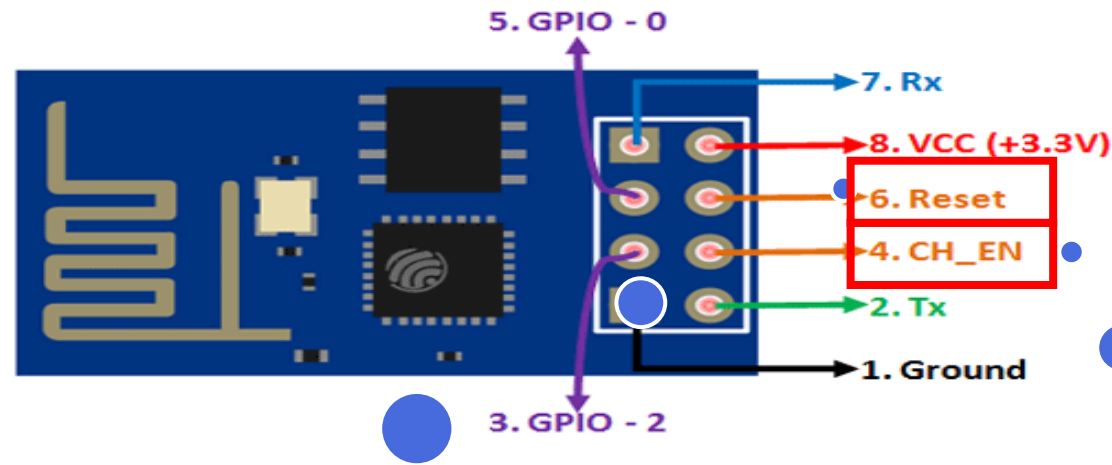 5. GPIO - 0
7. Rx
8. VCC (+3.3V)
6. Reset
4. CH_EN
2. Tx
1. Ground
3. GPIO - 2